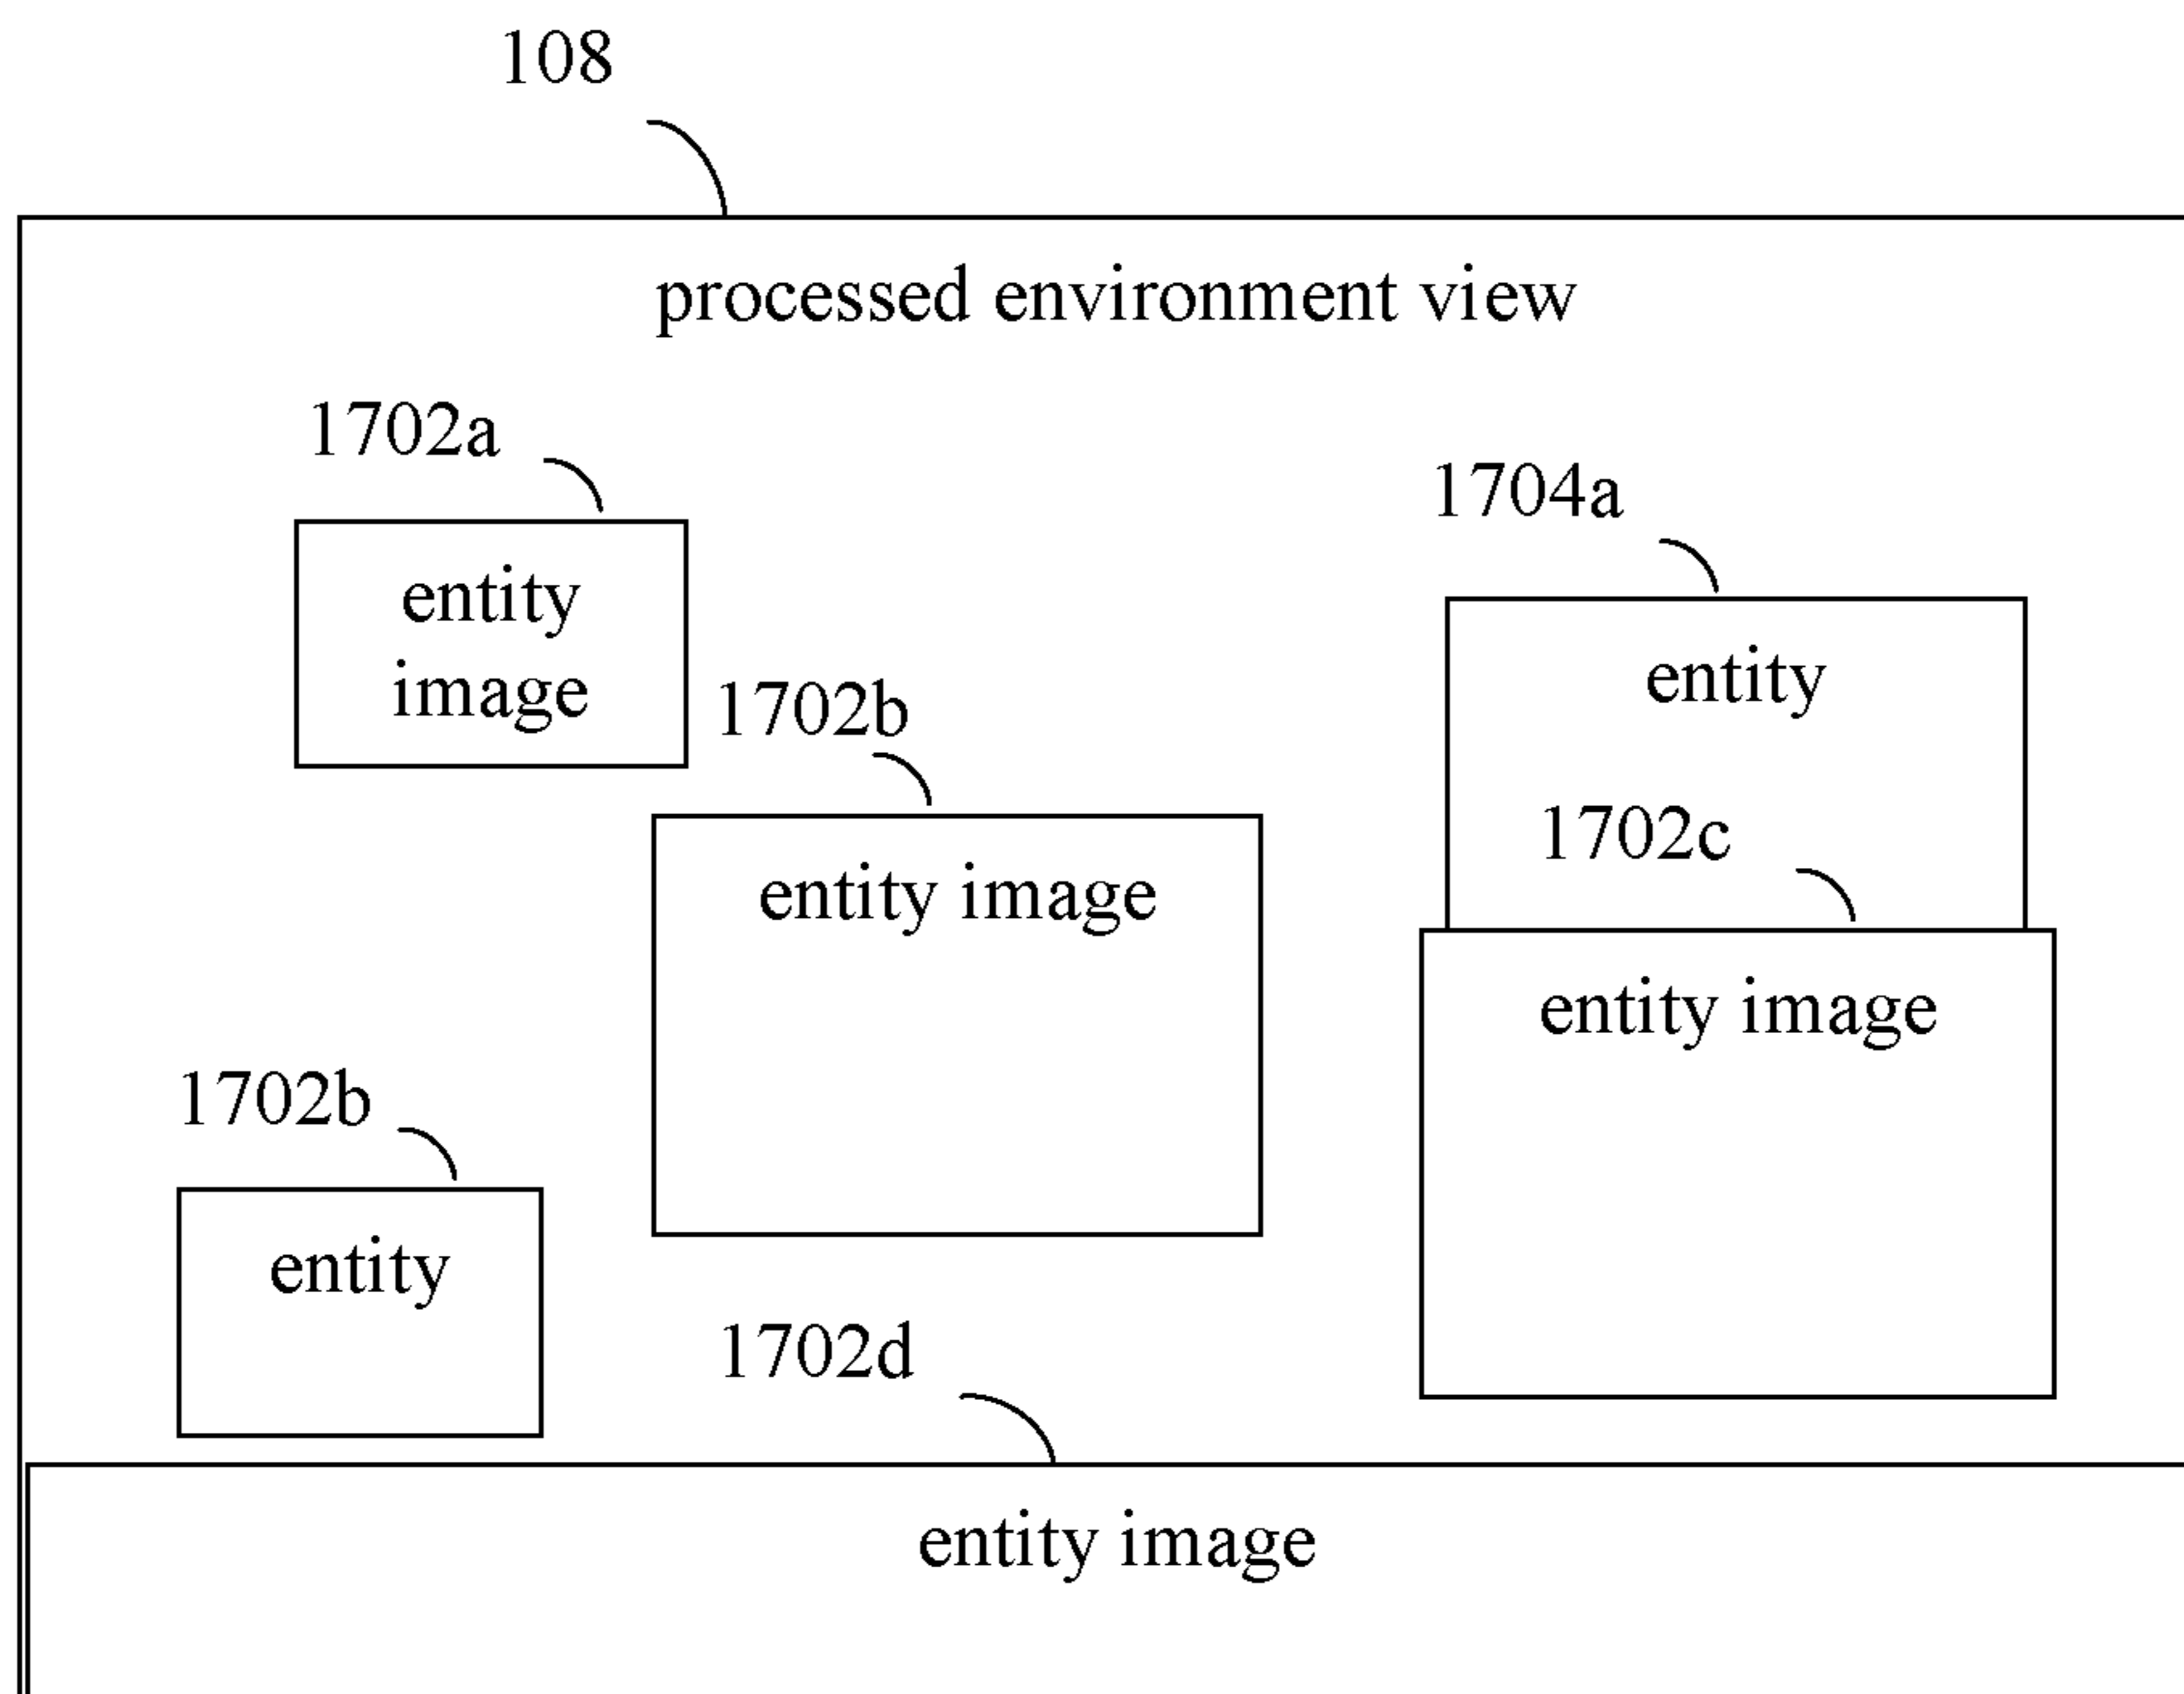 108
processed environment view
1702a
entity
image
1704a
entity
1702b
entity image
1702c
entity image
1702b
entity
1702d
entity image